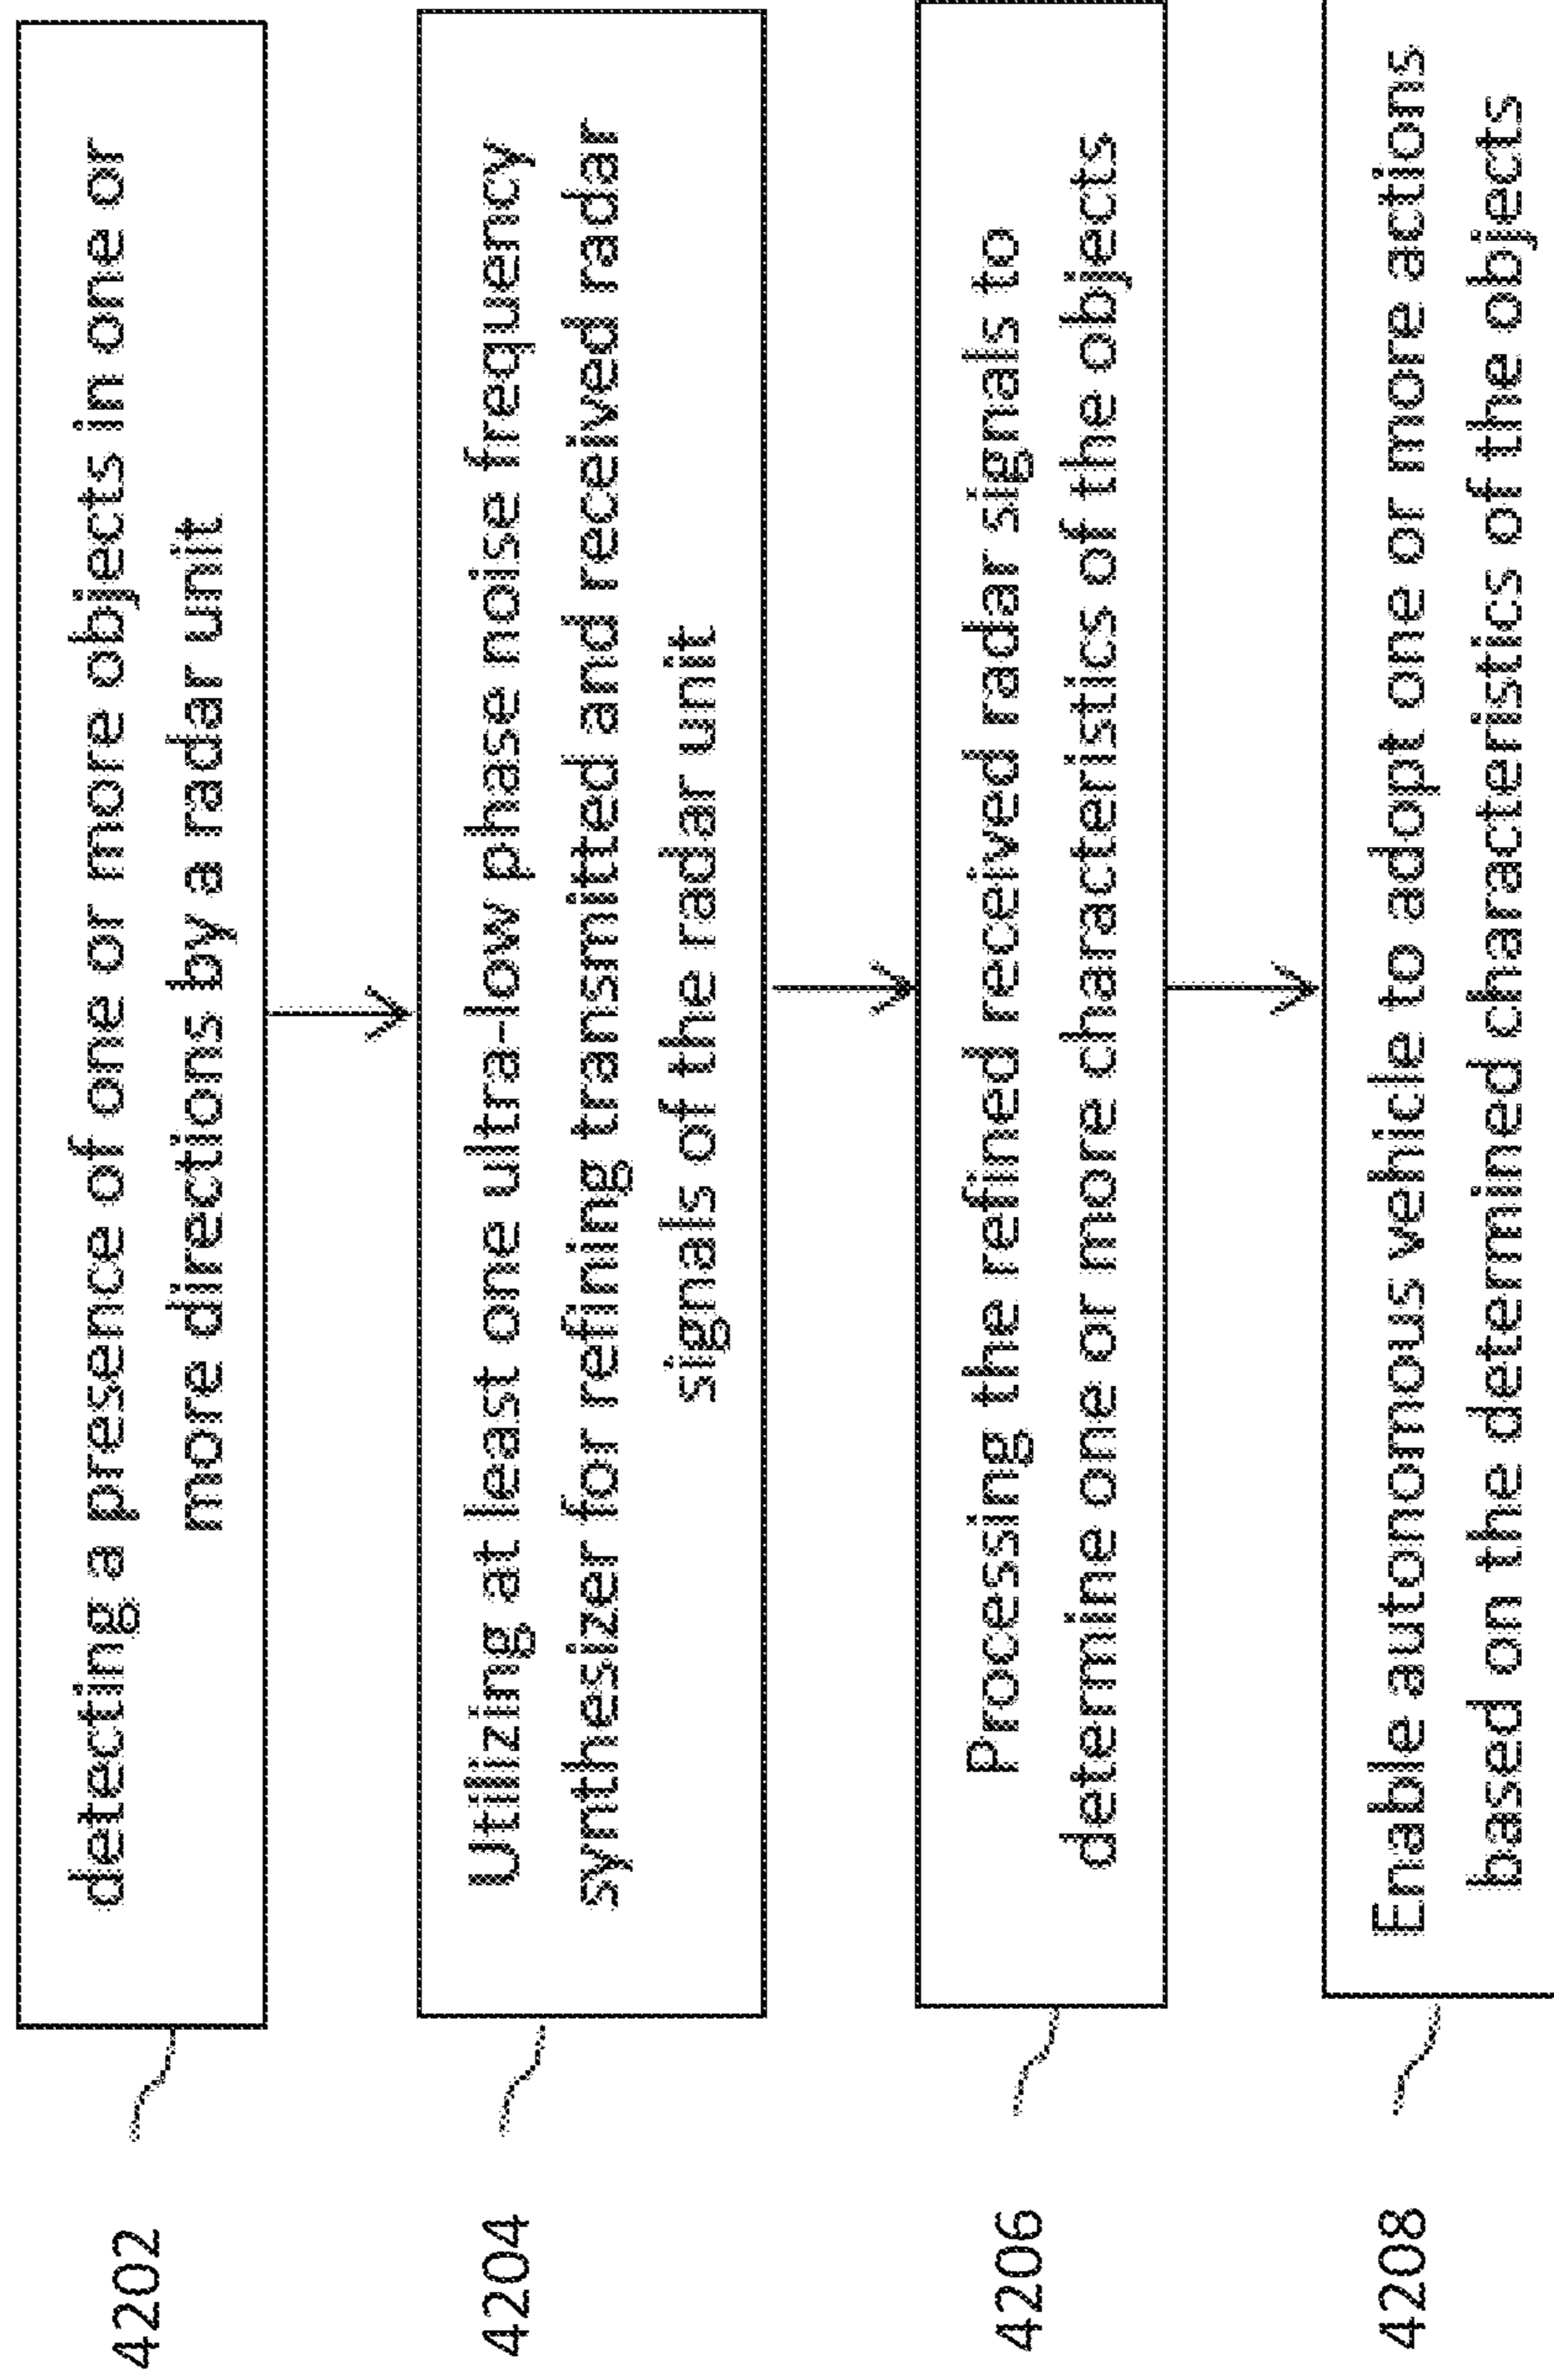 4202
detecting a presence of one or more objects in one or
more directions by a radar unit
4204
Utilizing at least one ultra-low phase noise frequency
synthesizer for refining transmitted and received radar
signals of the radar unit
4206
Processing the refined received radar signals to
determine one or more characteristics of the objects
4208
Enable autonomous vehicle to adopt one or more actions
based on the determined characteristics of the objects